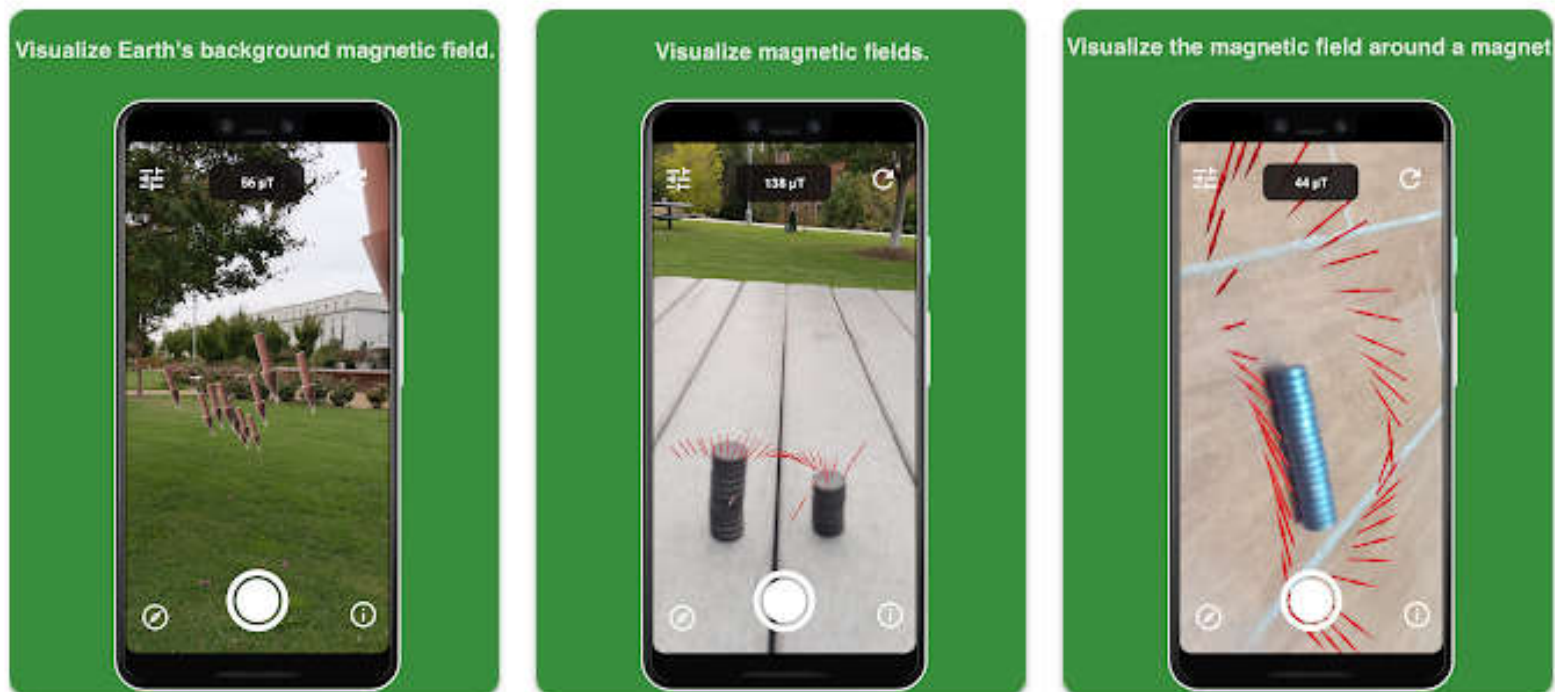 Visualize Earth's background magnetic field.
56 µT
Visualize magnetic fields.
138 µT
Visualize the magnetic field around a magnet
44 µT